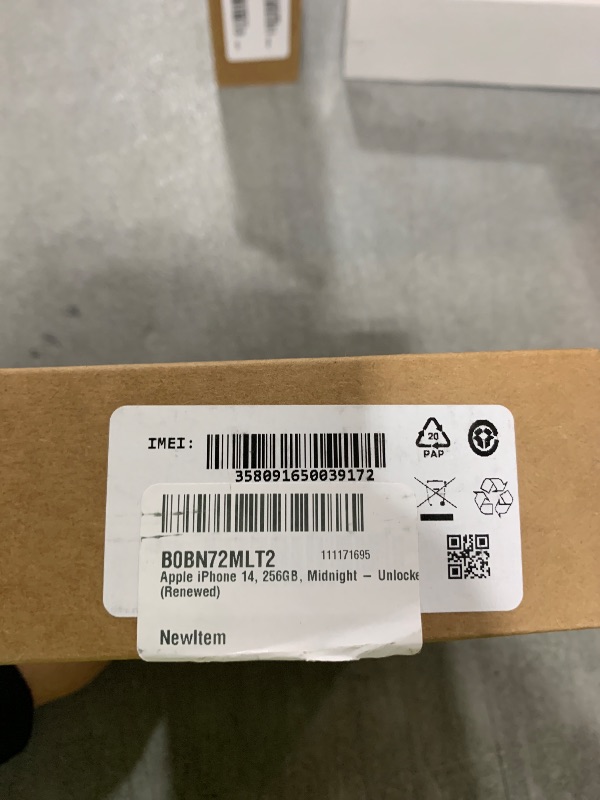 IMEI:
358091650039172
20
PAP
B0BN72MLT2 111171695
Apple iPhone 14, 256GB, Midnight – Unlocke
(Renewed)
NewItem